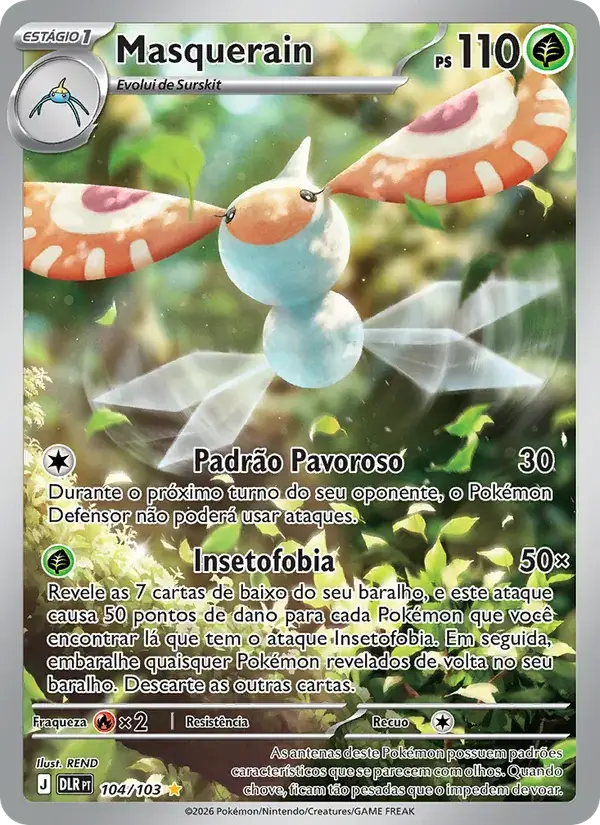 ESTÁGIO 1
Masquerain
PS 110
Evolui de Surskit
Padrão Pavoroso 30
Durante o próximo turno do seu oponente, o Pokémon
Defensor não poderá usar ataques.
Insetofobia 50×
Revele as 7 cartas de baixo do seu baralho, e este ataque
causa 50 pontos de dano para cada Pokémon que você
encontrar lá que tem o ataque Insetofobia. Em seguida,
embaralhe quaisquer Pokémon revelados de volta no seu
baralho. Descarte as outras cartas.
Fraqueza ×2 Resistência Recuo
Ilust. REND
J DLR PT 104/103
As antenas deste Pokémon possuem padrões
característicos que se parecem com olhos. Quando
chove, ficam tão pesadas que o impedem de voar.
©2026 Pokémon/Nintendo/Creatures/GAME FREAK